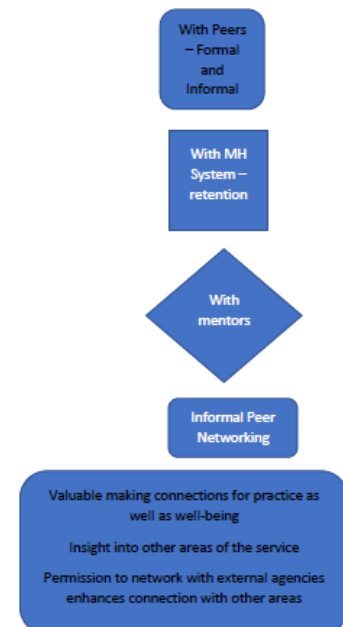 With Peers
– Formal
and
Informal
With MH
System –
retention
With
mentors
Informal Peer
Networking
Valuable making connections for practice as
well as well-being
Insight into other areas of the service
Permission to network with external agencies
enhances connection with other areas